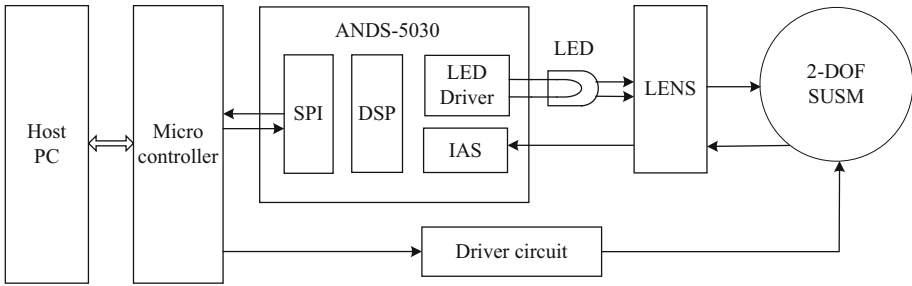 ANDS-5030
LED
2-DOF
SUSM
LED
Driver
LENS
SPI
DSP
Host
PC
Micro
controller
IAS
Driver circuit